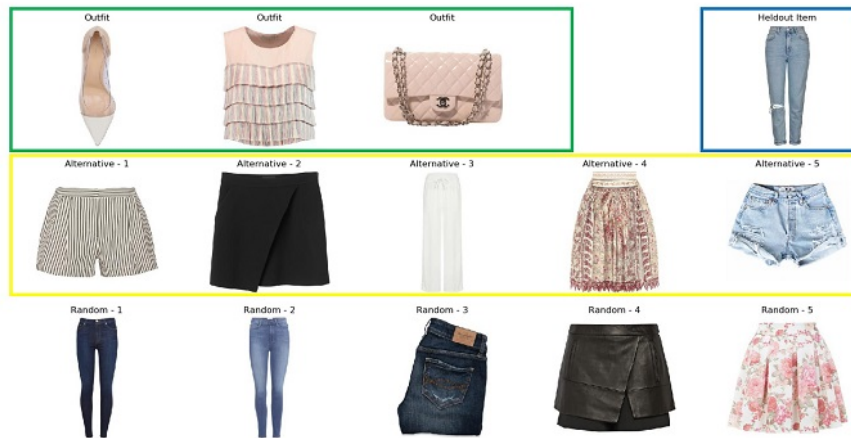 Outfit Outfit Outfit Heldout Item
Alternative - 1 Alternative - 2 Alternative - 3 Alternative - 4 Alternative - 5
Random - 1 Random - 2 Random - 3 Random - 4 Random - 5